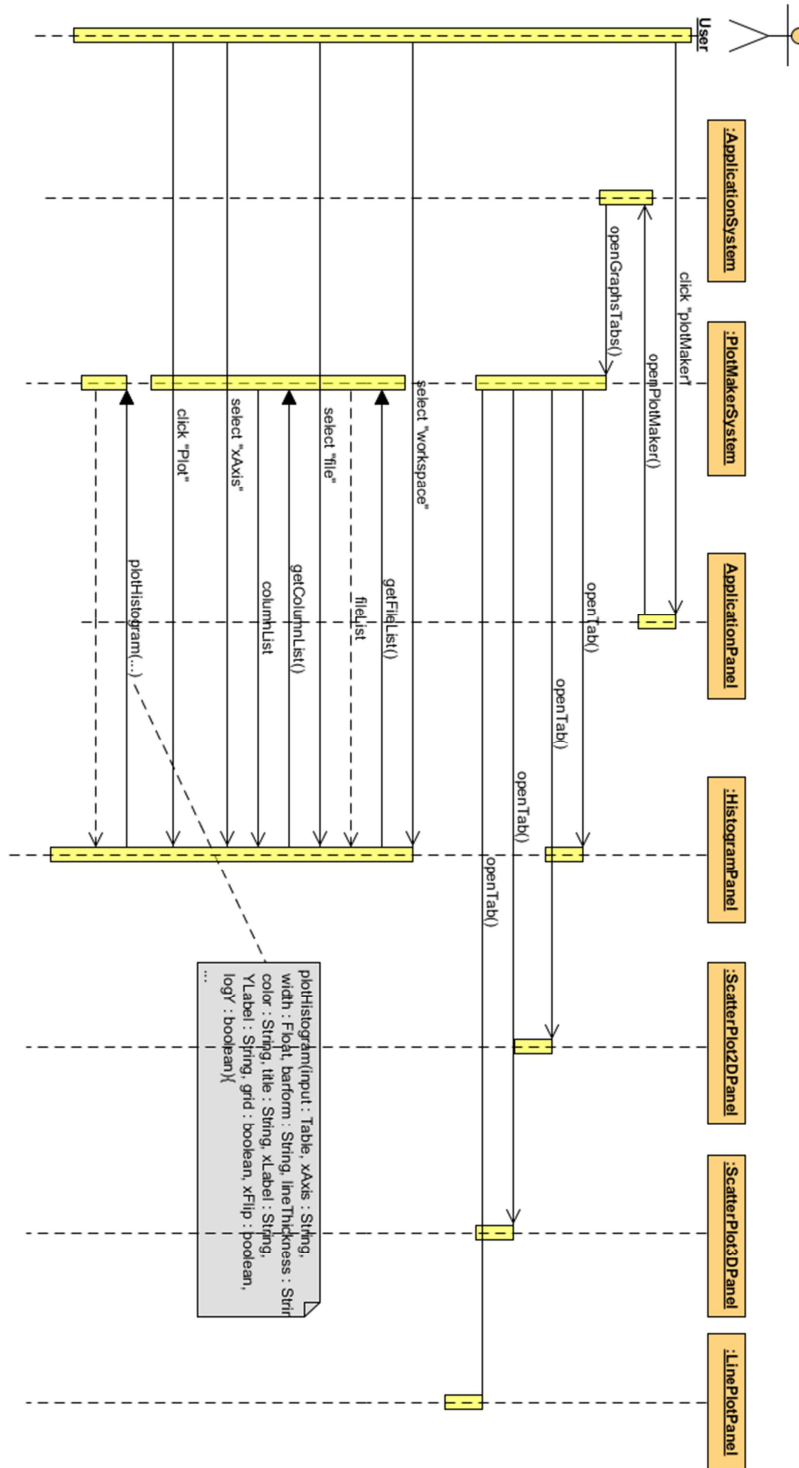 User
:ApplicationSystem
:PlotMakerSystem
ApplicationPanel
:HistogramPanel
:ScatterPlot2DPanel
:ScatterPlot3DPanel
:LinePlotPanel
click "plotMaker"
openPlotMaker()
openGraphsTabs()
openTab()
openTab()
openTab()
openTab()
select "workspace"
getFileList()
fileList
select "file"
getColumnList()
columnList
select "xAxis"
click "Plot"
plotHistogram(...)
plotHistogram(input : Table, xAxis : String,
width : Float, barform : String, lineThickness : Strin
color : String, title : String, xLabel : String,
YLabel : String, grid : boolean, xFlip : boolean,
logY : boolean){
...